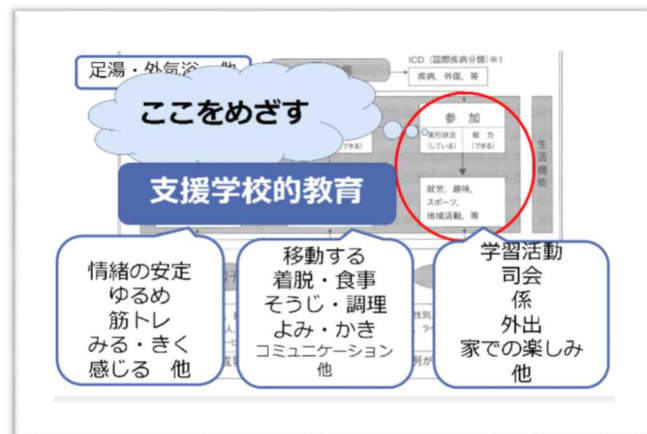 足湯・外気浴 他
ICD（国際疾病分類）※1
疾病、外傷、等
ここをめざす
参 加
実行状況
（している）
能 力
（できる）
できる）
生活機能
支援学校的教育
就労、趣味、
スポーツ、
地域活動、等
情緒の安定
ゆるめ
筋トレ
みる・きく
感じる 他
移動する
着脱・食事
そうじ・調理
よみ・かき
コミュニケーション
他
学習活動
司会
係
外出
家での楽しみ
他